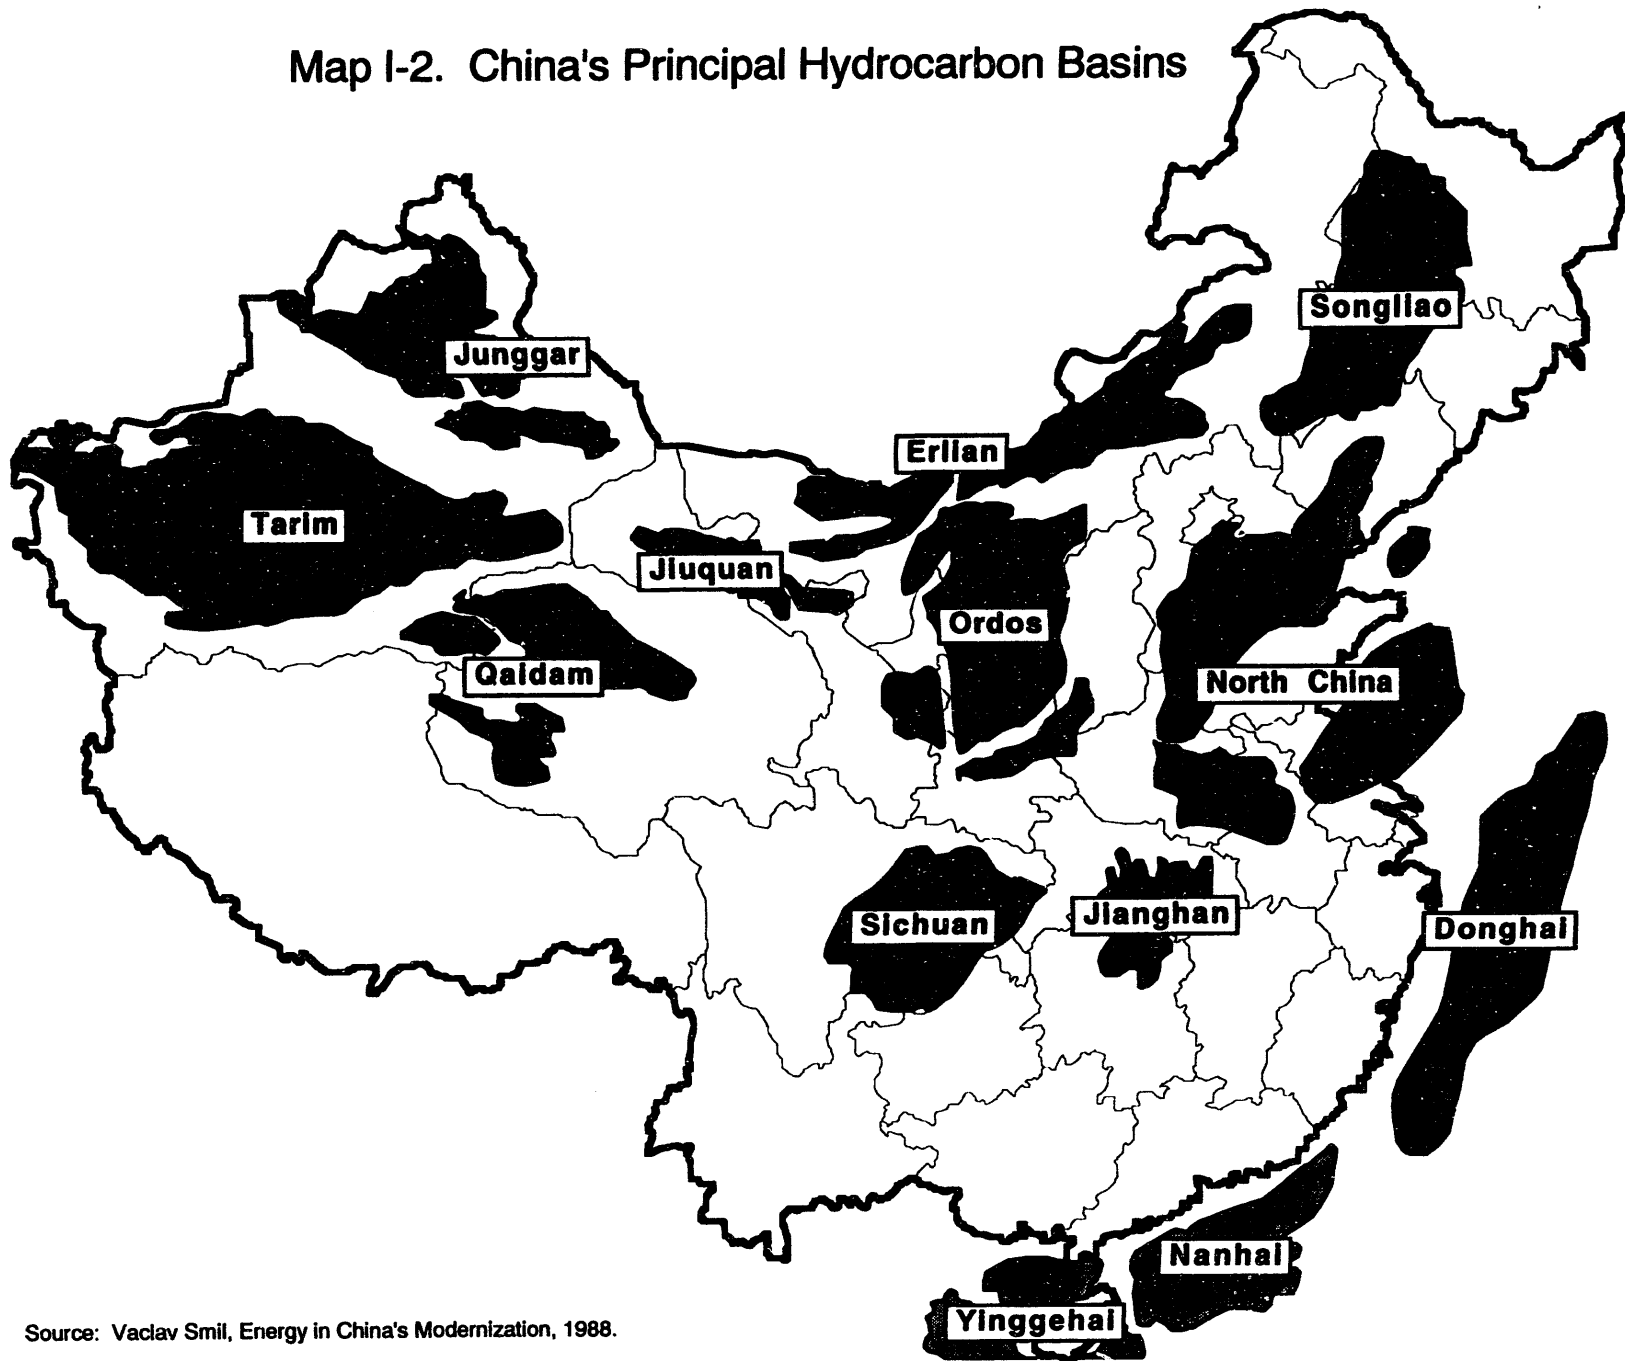 Map I-2. China's Principal Hydrocarbon Basins
Songliao
Junggar
Erlian
Tarim
Jiuquan
Ordos
Qaidam
North China
Sichuan
Jianghan
Donghai
Nanhai
Yinggehai
Source: Vaclav Smil, Energy in China's Modernization, 1988.